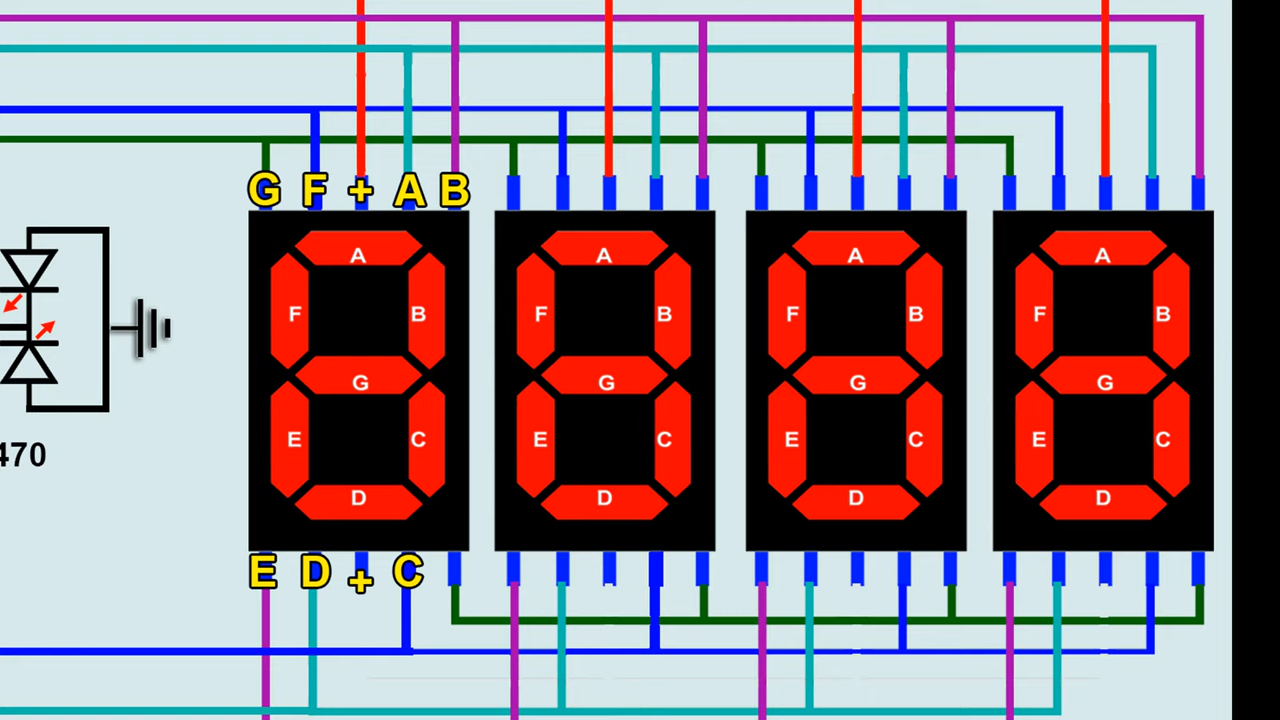 G F + A B
A A A A
F B F B F B F B
G G G G
E C E C E C E C
D D D D
470
E D + C